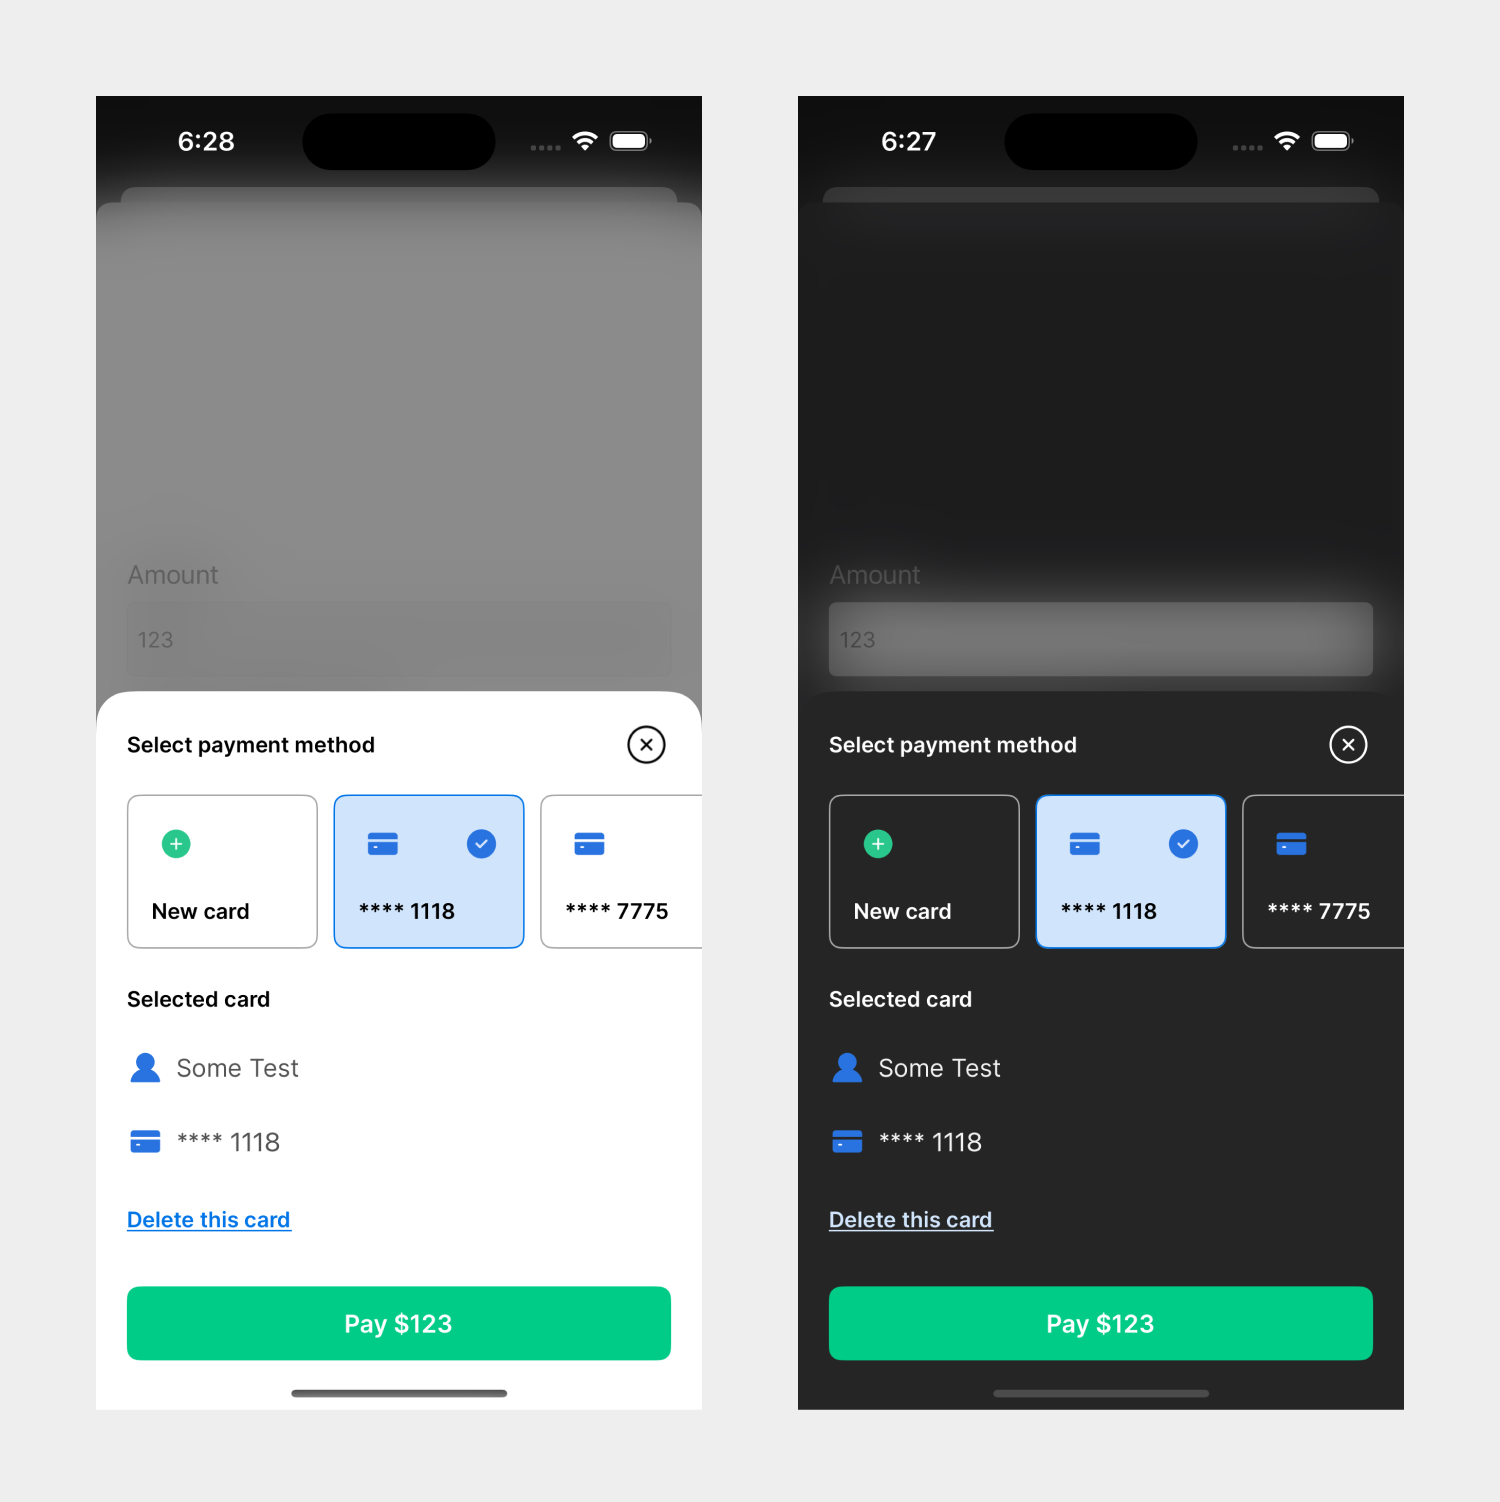 6:28
Amount
123
Select payment method
New card
**** 1118
**** 7775
Selected card
Some Test
**** 1118
Delete this card
Pay $123
6:27
Amount
123
Select payment method
New card
**** 1118
**** 7775
Selected card
Some Test
**** 1118
Delete this card
Pay $123